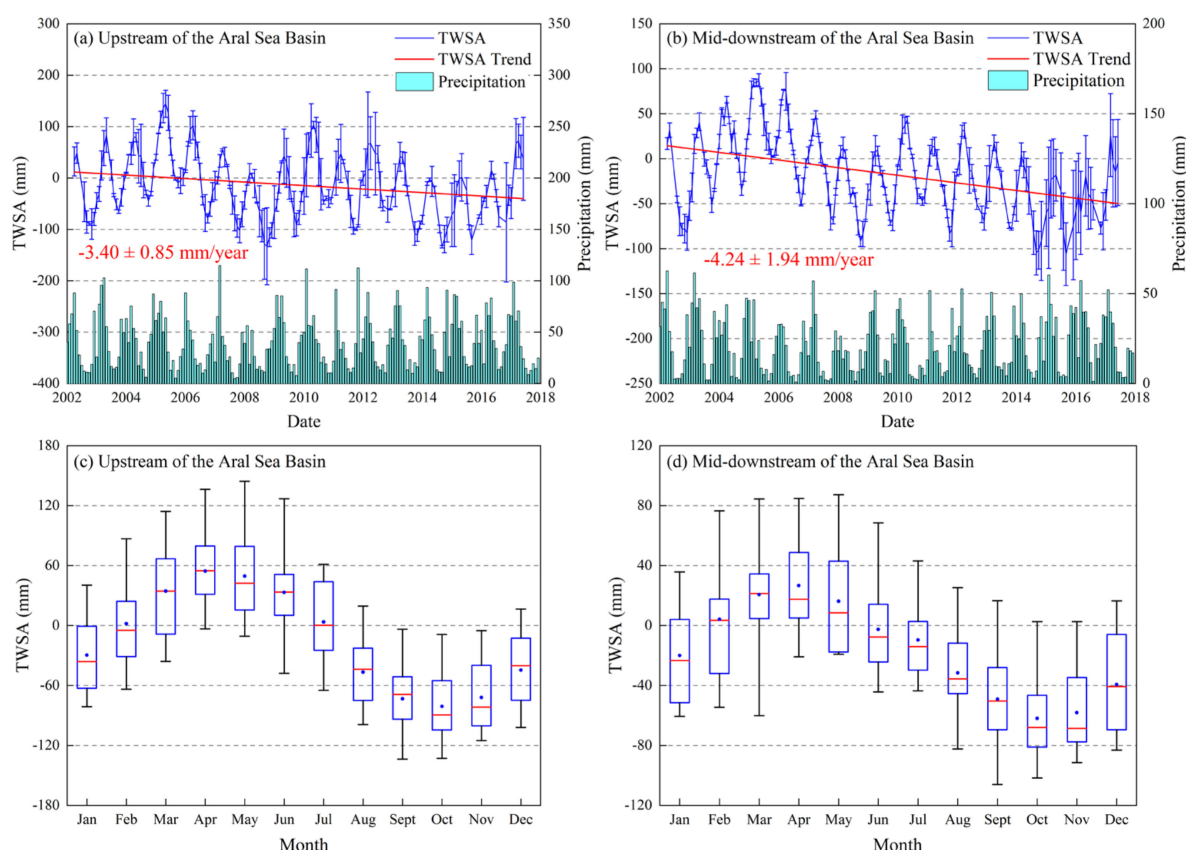 (a) Upstream of the Aral Sea Basin
TWSA
TWSA Trend
Precipitation
-3.40 ± 0.85 mm/year
300
200
100
0
-100
-200
-300
-400
TWSA (mm)
350
300
250
200
150
100
50
0
Precipitation (mm)
2002 2004 2006 2008 2010 2012 2014 2016 2018
Date
(b) Mid-downstream of the Aral Sea Basin
TWSA
TWSA Trend
Precipitation
-4.24 ± 1.94 mm/year
150
100
50
0
-50
-100
-150
-200
-250
TWSA (mm)
200
150
100
50
0
Precipitation (mm)
2002 2004 2006 2008 2010 2012 2014 2016 2018
Date
(c) Upstream of the Aral Sea Basin
180
120
60
0
-60
-120
-180
TWSA (mm)
Jan Feb Mar Apr May Jun Jul Aug Sept Oct Nov Dec
Month
(d) Mid-downstream of the Aral Sea Basin
120
80
40
0
-40
-80
-120
TWSA (mm)
Jan Feb Mar Apr May Jun Jul Aug Sept Oct Nov Dec
Month